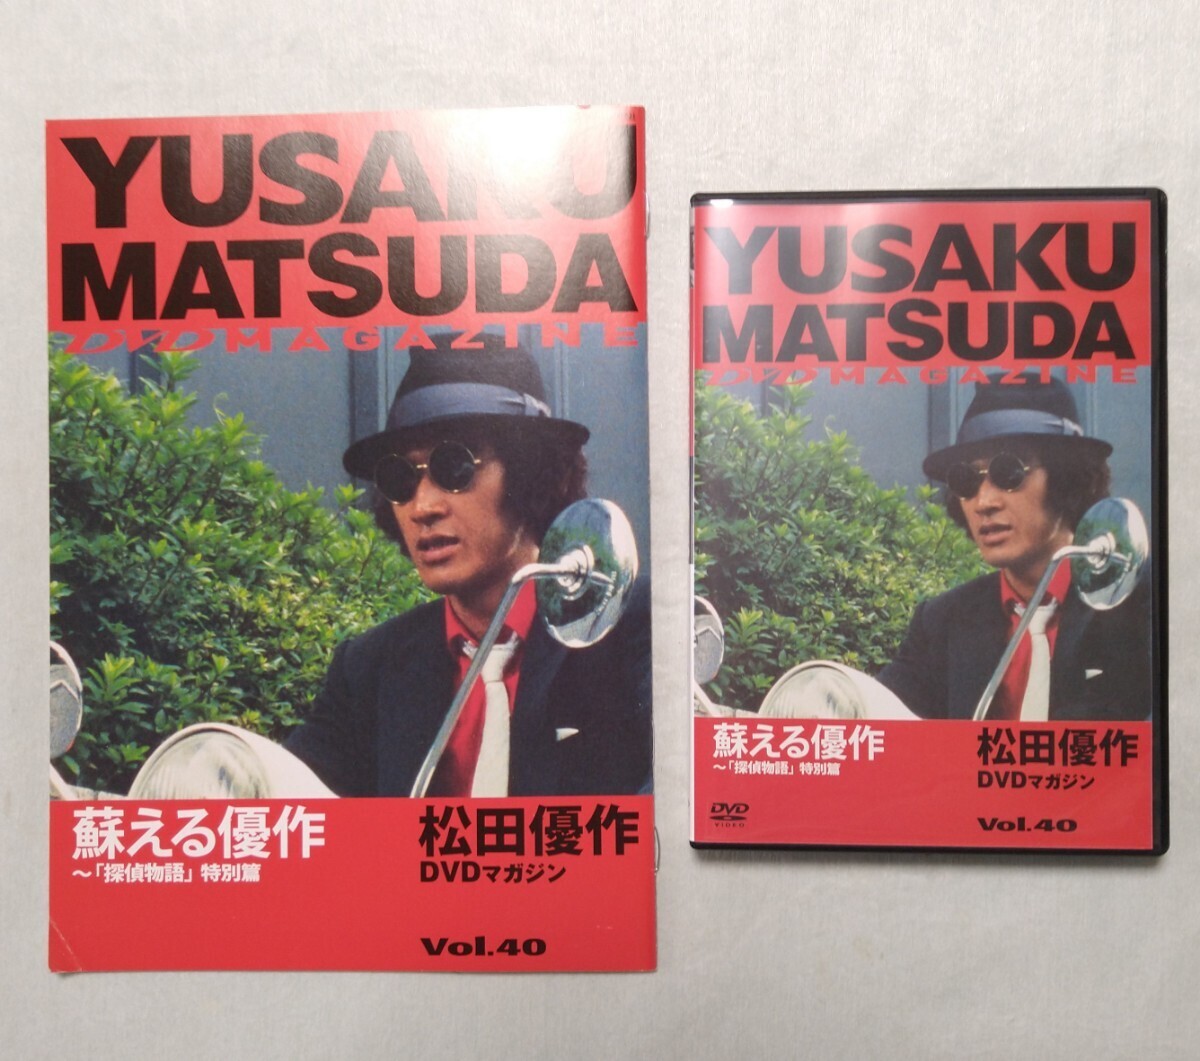 YUSAKU
MATSUDA
DVD MAGAZINE
蘇える優作
～「探偵物語」特別篇
松田優作
DVDマガジン
Vol.40
YUSAKU
MATSUDA
DVD MAGAZINE
蘇える優作
～「探偵物語」特別篇
松田優作
DVDマガジン
DVD
VIDEO
Vol.40